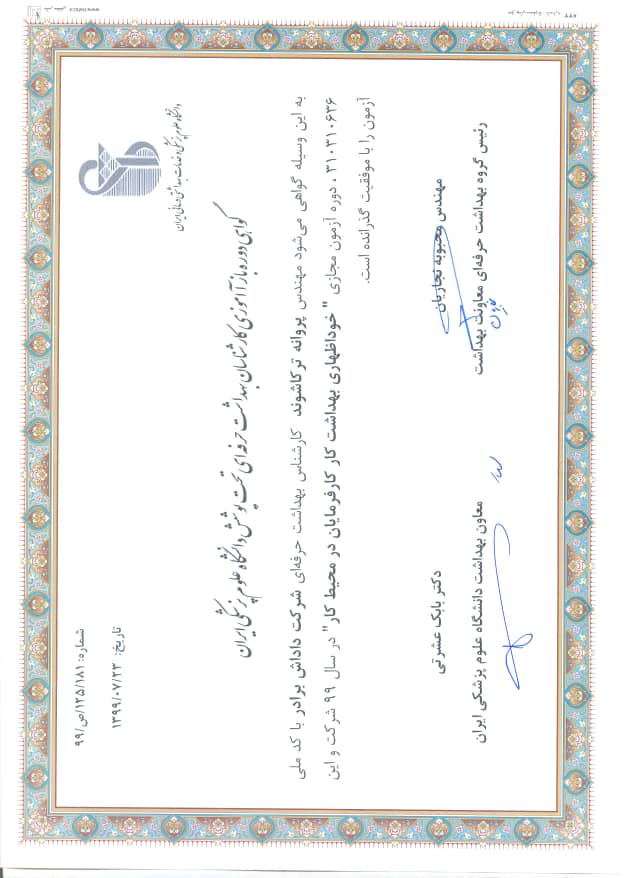 شماره: ۹۹/ص/۱۲۵/۱۸۱
تاریخ: ۱۳۹۹/۰۷/۲۳
دانشگاه علوم پزشکی و خدمات بهداشتی درمانی ایران
گواهی دوره باز آموزی کارشناسان بهداشت حرفه ای تحت پوشش دانشگاه علوم پزشکی ایران
به این وسیله گواهی می‌شود مهندس پروانه ترکاشوند کارشناس بهداشت حرفه‌ای شرکت داداش برادر با کد ملی
۳۱۰۳۱۰۶۳۶ ، دوره آزمون مجازی " خوداظهاری بهداشت کار کارفرمایان در محیط کار" در سال ۹۹ شرکت و این
آزمون را با موفقیت گذرانده است.
مهندس محبوبه نجاریان
رئیس گروه بهداشت حرفه‌ای معاونت بهداشت
دکتر بابک عشرتی
معاون بهداشت دانشگاه علوم پزشکی ایران